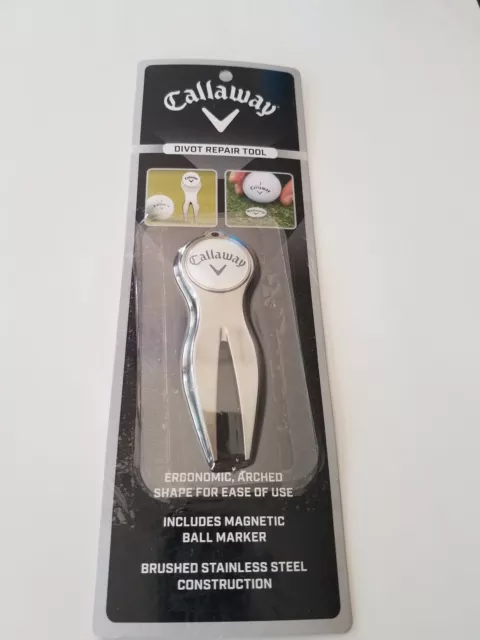 Callaway
DIVOT REPAIR TOOL
Callaway
Callaway
ERGONOMIC, ARCHED
SHAPE FOR EASE OF USE
INCLUDES MAGNETIC
BALL MARKER
BRUSHED STAINLESS STEEL
CONSTRUCTION